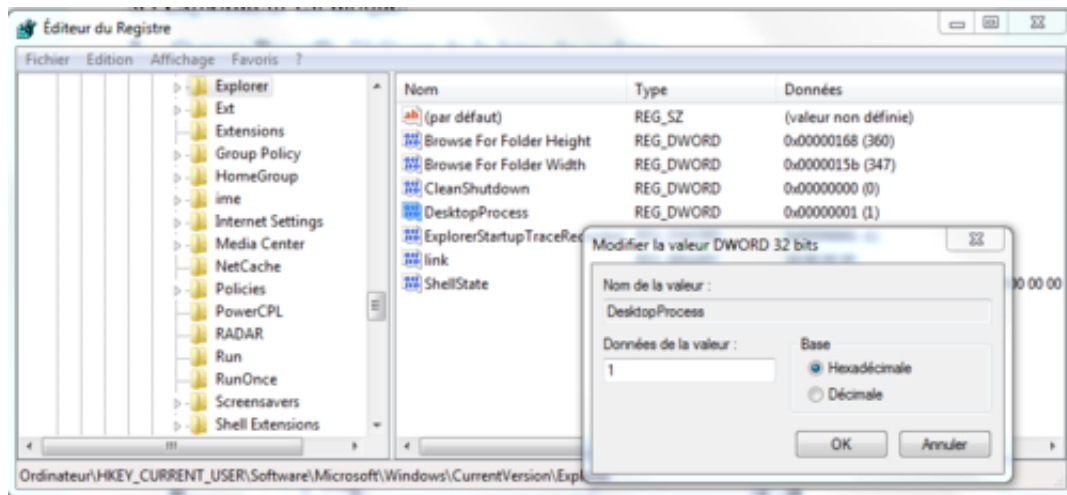 Éditeur du Registre
Fichier Edition Affichage Favoris ?
Explorer
Ext
Extensions
Group Policy
HomeGroup
ime
Internet Settings
Media Center
NetCache
Policies
PowerCPL
RADAR
Run
RunOnce
Screensavers
Shell Extensions
Nom Type Données
(par défaut) REG_SZ (valeur non définie)
Browse For Folder Height REG_DWORD 0x00000168 (360)
Browse For Folder Width REG_DWORD 0x0000015b (347)
CleanShutdown REG_DWORD 0x00000000 (0)
DesktopProcess REG_DWORD 0x00000001 (1)
ExplorerStartupTraceRec
link
ShellState 00 00 00
Modifier la valeur DWORD 32 bits
Nom de la valeur :
DesktopProcess
Données de la valeur :
1
Base
Hexadécimale
Décimale
OK Annuler
Ordinateur\HKEY_CURRENT_USER\Software\Microsoft\Windows\CurrentVersion\Expl